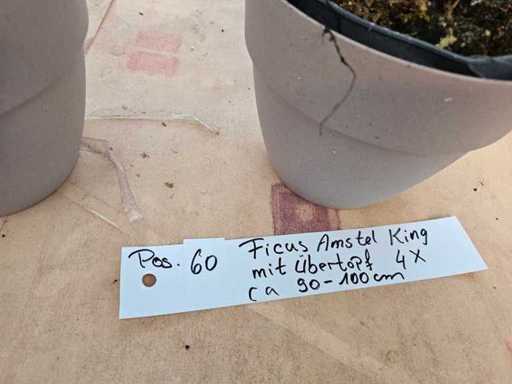 Pos. 60 Ficus Amstel King
mit Übertopf 4x
ca 90-100cm